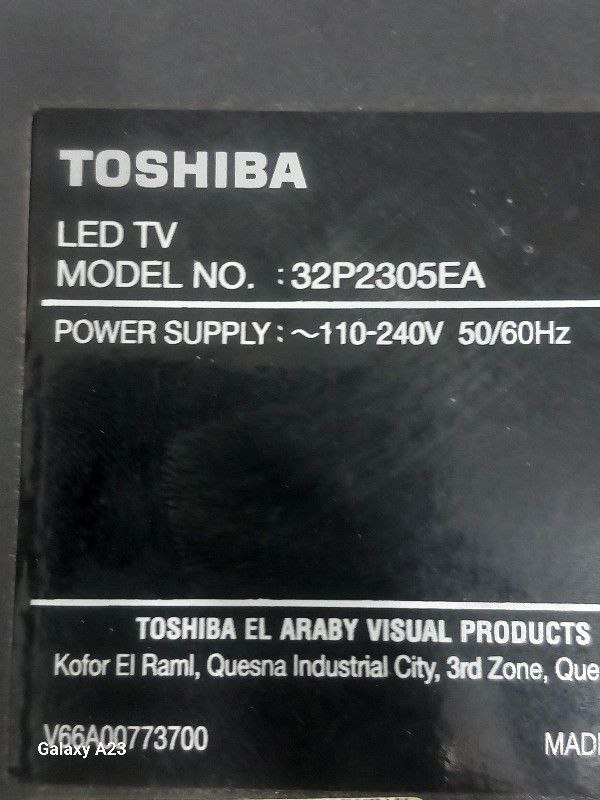 TOSHIBA
LED TV
MODEL NO. : 32P2305EA
POWER SUPPLY : ~110-240V 50/60Hz
TOSHIBA EL ARABY VISUAL PRODUCTS
Kofor El Raml, Quesna Industrial City, 3rd Zone, Que
V66A00773700
MADE
Galaxy A23